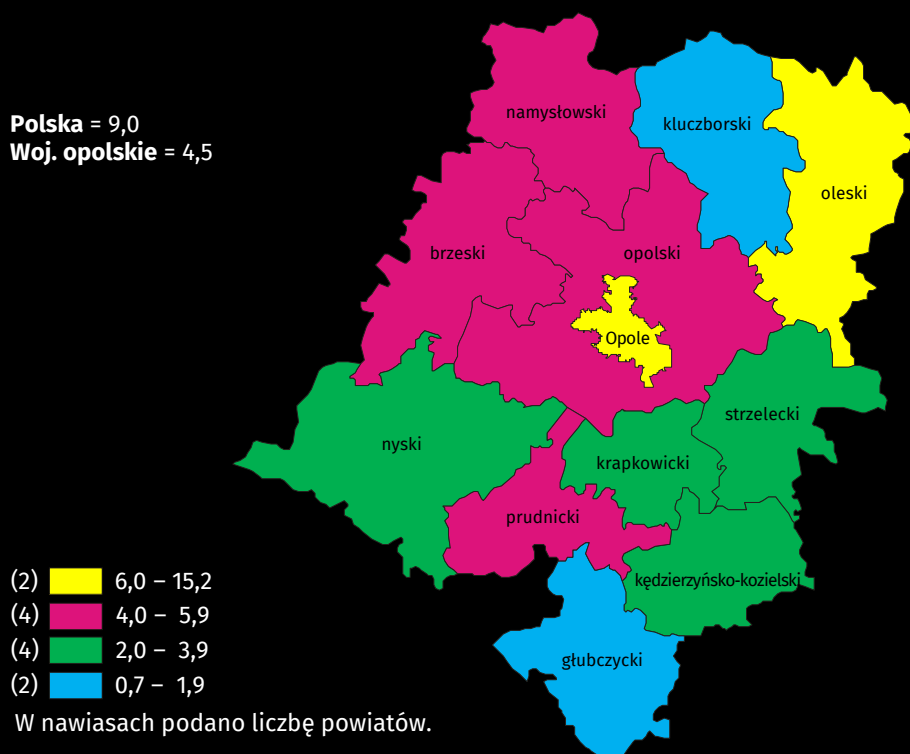 Polska = 9,0
Woj. opolskie = 4,5
namysłowski
kluczborski
oleski
brzeski
opolski
Opole
strzelecki
nyski
krapkowicki
prudnicki
kędzierzyńsko-kozielski
głubczycki
(2) 6,0 – 15,2
(4) 4,0 – 5,9
(4) 2,0 – 3,9
(2) 0,7 – 1,9
W nawiasach podano liczbę powiatów.